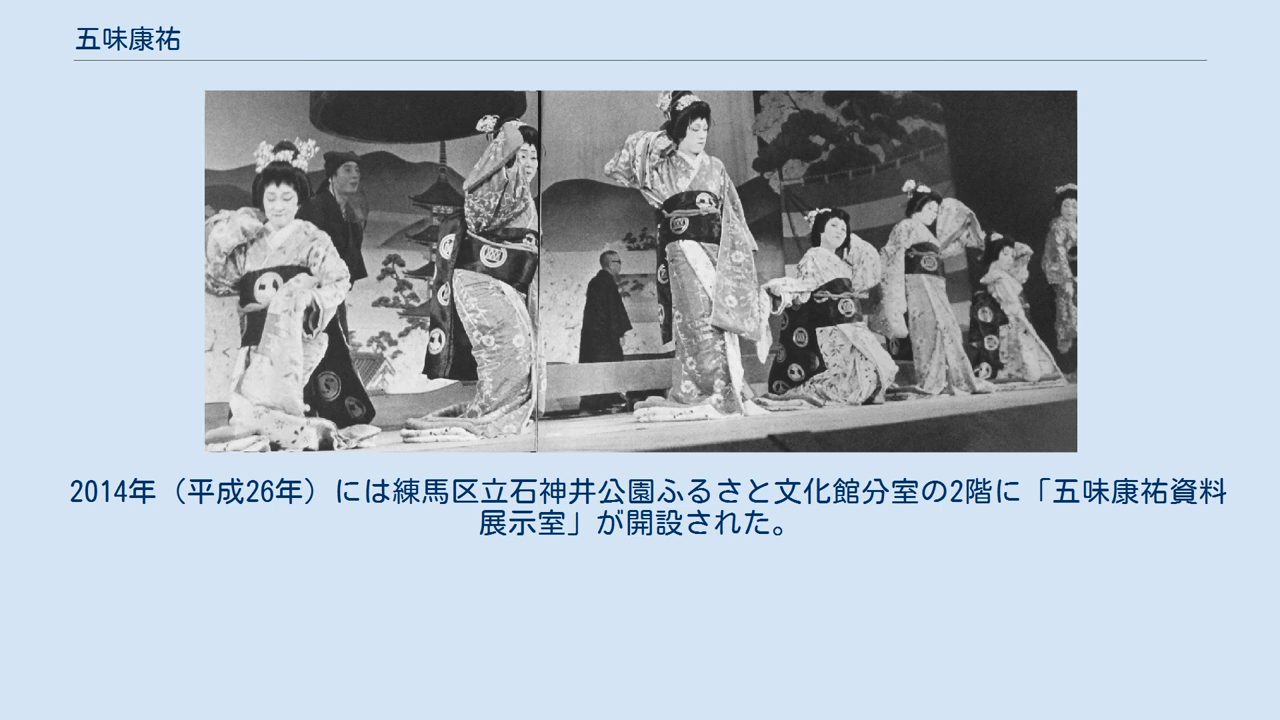 五味康祐
2014年（平成26年）には練馬区立石神井公園ふるさと文化館分室の2階に「五味康祐資料
展示室」が開設された。